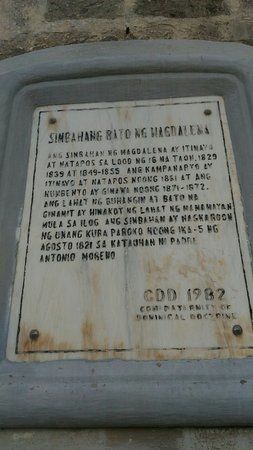 SIMBAHANG BATO NG MAGDALENA
ANG SIMBAHAN NG MAGDALENA AY ITINAYO
AT NATAPOS SA LOOB NG 16 NA TAON, 1829
1839 AT 1849-1855 ANG KAMPANARYO AY
ITINAYO AT NATAPOS NOONG 1861 AT ANG
KUMBENTO AY GINAWA NOONG 1871-1872.
ANG LAHAT NG BUHANGIN AT BATO NA
GINAMIT AY HINAKOT NG LAHAT NG MAMAMAYAN
MULA SA ILOG. ANG SIMBAHAN AY NAGKAROON
NG UNANG KURA PAROKO NOONG IKA-5 NG
AGOSTO 1821 SA KATAUHAN NI PADRE
ANTONIO MORENO
CDD 1982
CONFRATERNITY OF
DOMINICAL DOCTRINE